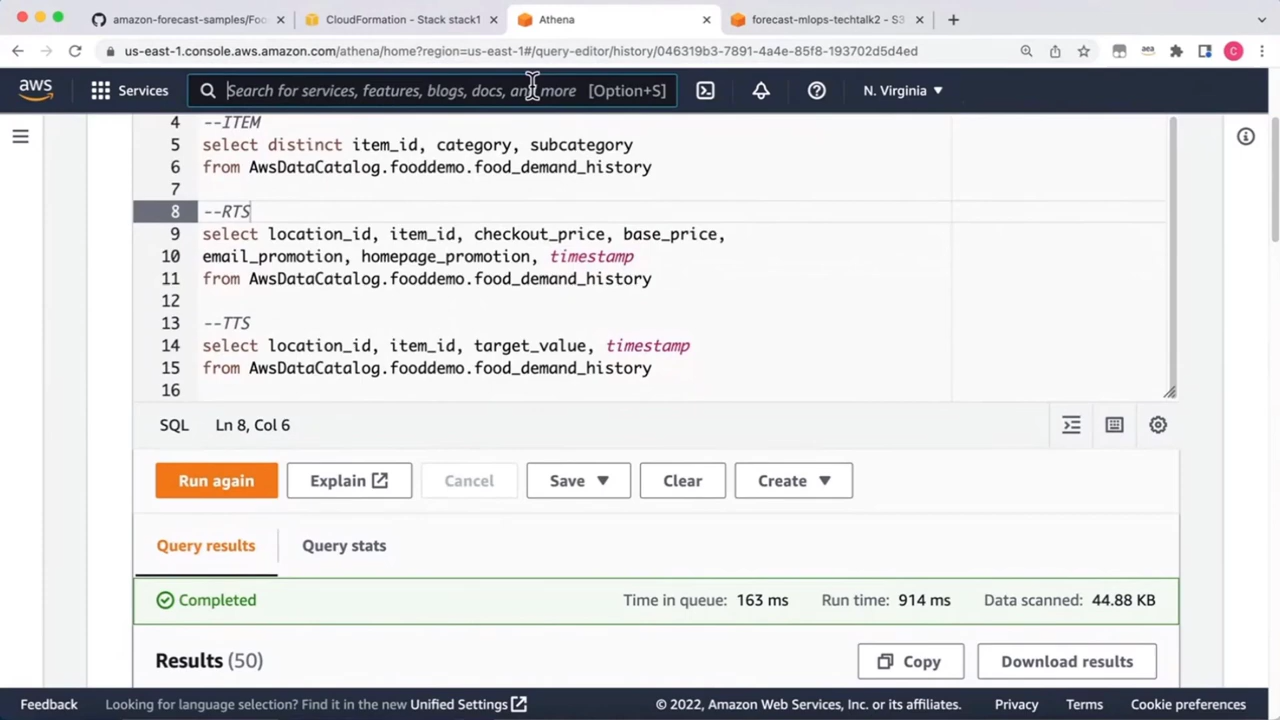 amazon-forecast-samples/Foo
CloudFormation - Stack stack1
Athena
forecast-mlops-techtalk2 - S3
us-east-1.console.aws.amazon.com/athena/home?region=us-east-1#/query-editor/history/046319b3-7891-4a4e-85f8-193702d5d4ed
aws
Services
Search for services, features, blogs, docs, and more [Option+S]
N. Virginia
C
4 --ITEM
5 select distinct item_id, category, subcategory
6 from AwsDataCatalog.fooddemo.food_demand_history
7
8 --RTS
9 select location_id, item_id, checkout_price, base_price,
10 email_promotion, homepage_promotion, timestamp
11 from AwsDataCatalog.fooddemo.food_demand_history
12
13 --TTS
14 select location_id, item_id, target_value, timestamp
15 from AwsDataCatalog.fooddemo.food_demand_history
16
SQL Ln 8, Col 6
Run again Explain Cancel Save Clear Create
Query results Query stats
Completed Time in queue: 163 ms Run time: 914 ms Data scanned: 44.88 KB
Results (50) Copy Download results
Feedback Looking for language selection? Find it in the new Unified Settings © 2022, Amazon Web Services, Inc. or its affiliates. Privacy Terms Cookie preferences